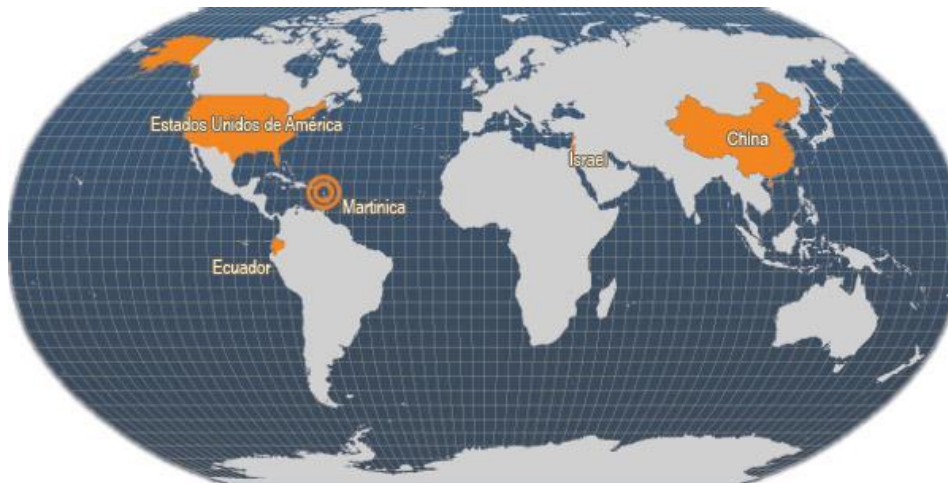 Estados Unidos de América
China
Israel
Martinica
Ecuador